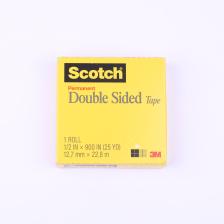 Scotch
Permanent
Double Sided Tape
1 ROLL
1/2 IN × 900 IN (25 YD)
12,7 mm × 22,8 m
3M